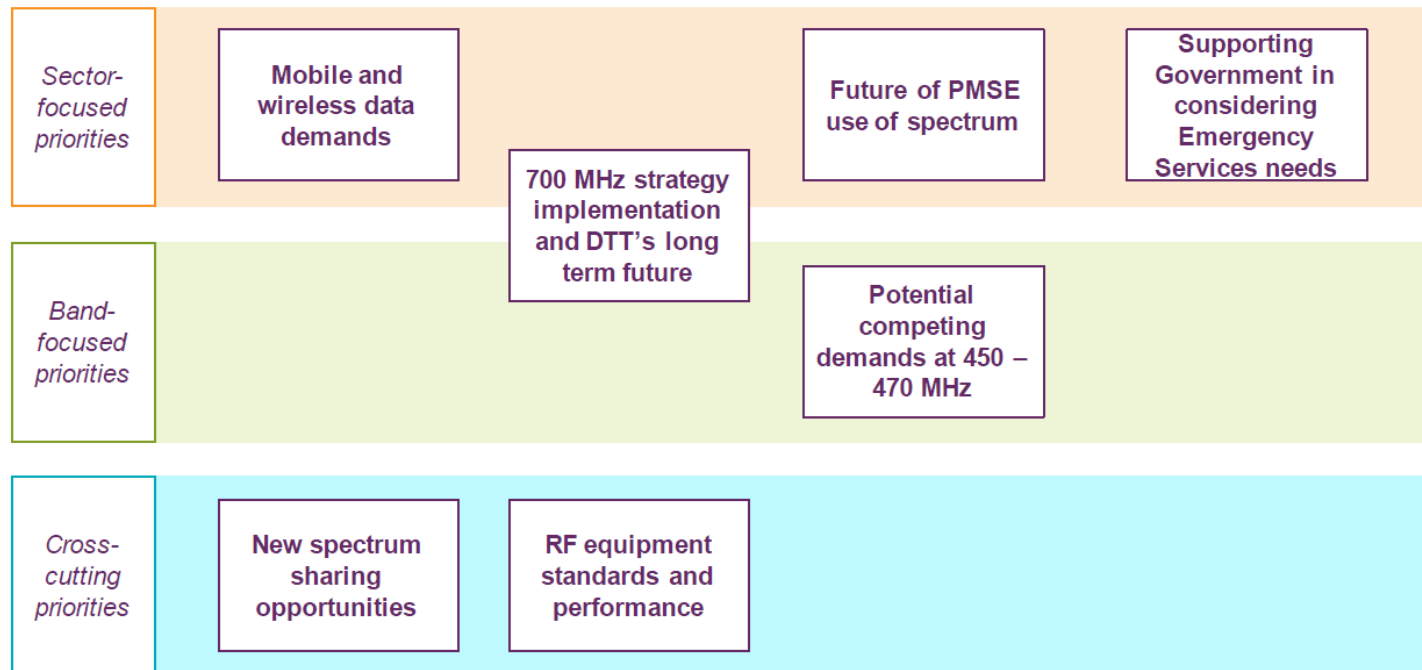 Sector-
focused
priorities
Mobile and
wireless data
demands
700 MHz strategy
implementation
and DTT’s long
term future
Future of PMSE
use of spectrum
Supporting
Government in
considering
Emergency
Services needs
Band-
focused
priorities
Potential
competing
demands at 450 –
470 MHz
Cross-
cutting
priorities
New spectrum
sharing
opportunities
RF equipment
standards and
performance